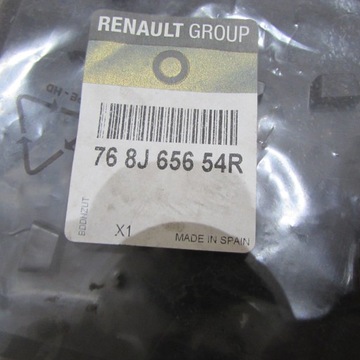 RENAULT GROUP
76 8J 656 54R
X1
MADE IN SPAIN